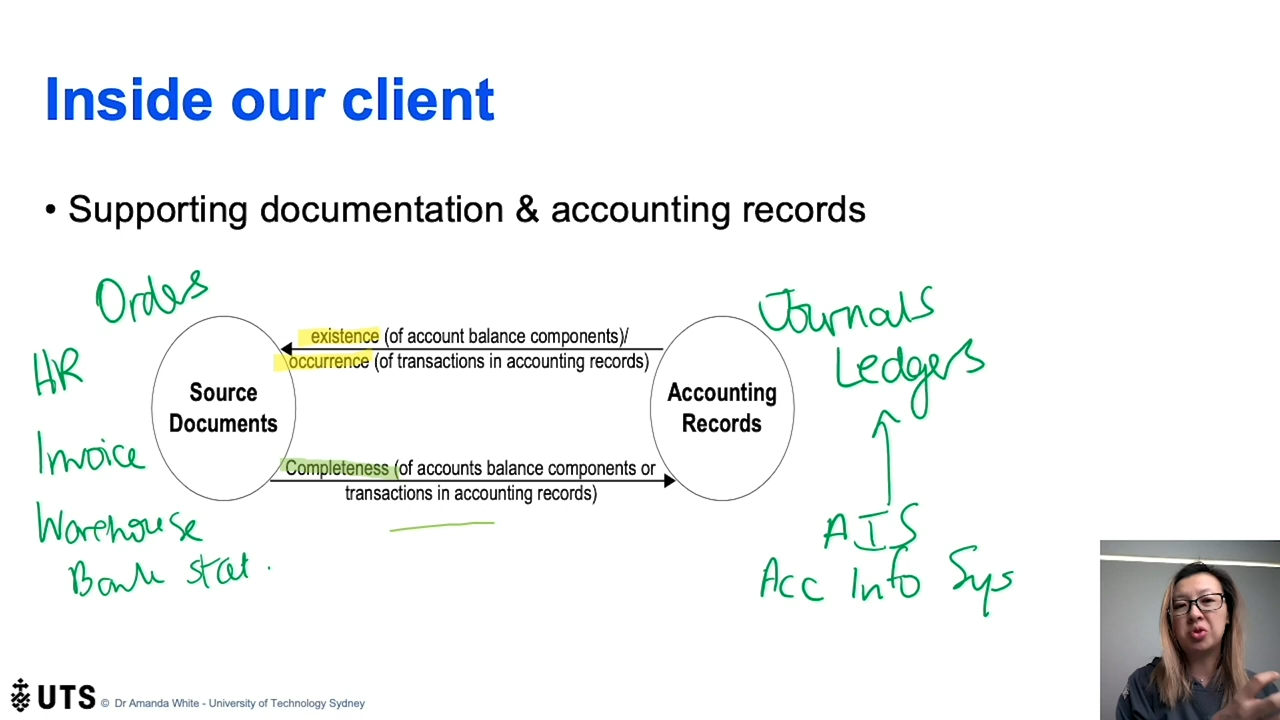 Inside our client
• Supporting documentation & accounting records
Orders
HR
Invoice
Warehouse
Bank stat.
Source
Documents
existence (of account balance components)/
occurrence (of transactions in accounting records)
Completeness (of accounts balance components or
transactions in accounting records)
Accounting
Records
Journals
Ledgers
AIS
Acc Info Sys
UTS © Dr Amanda White - University of Technology Sydney